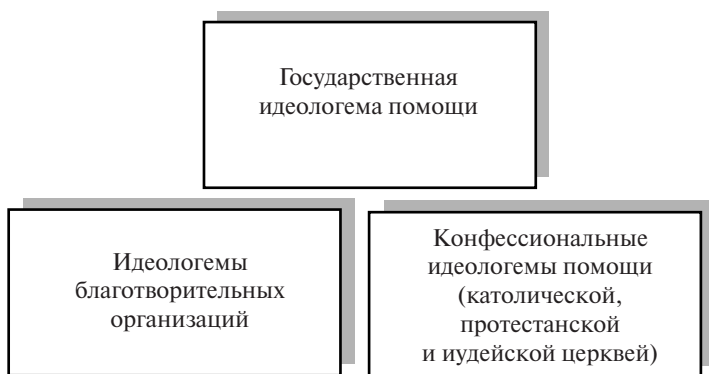 Государственная
идеологема помощи
Идеологемы
благотворительных
организаций
Конфессиональные
идеологемы помощи
(католической,
протестанской
и иудейской церквей)